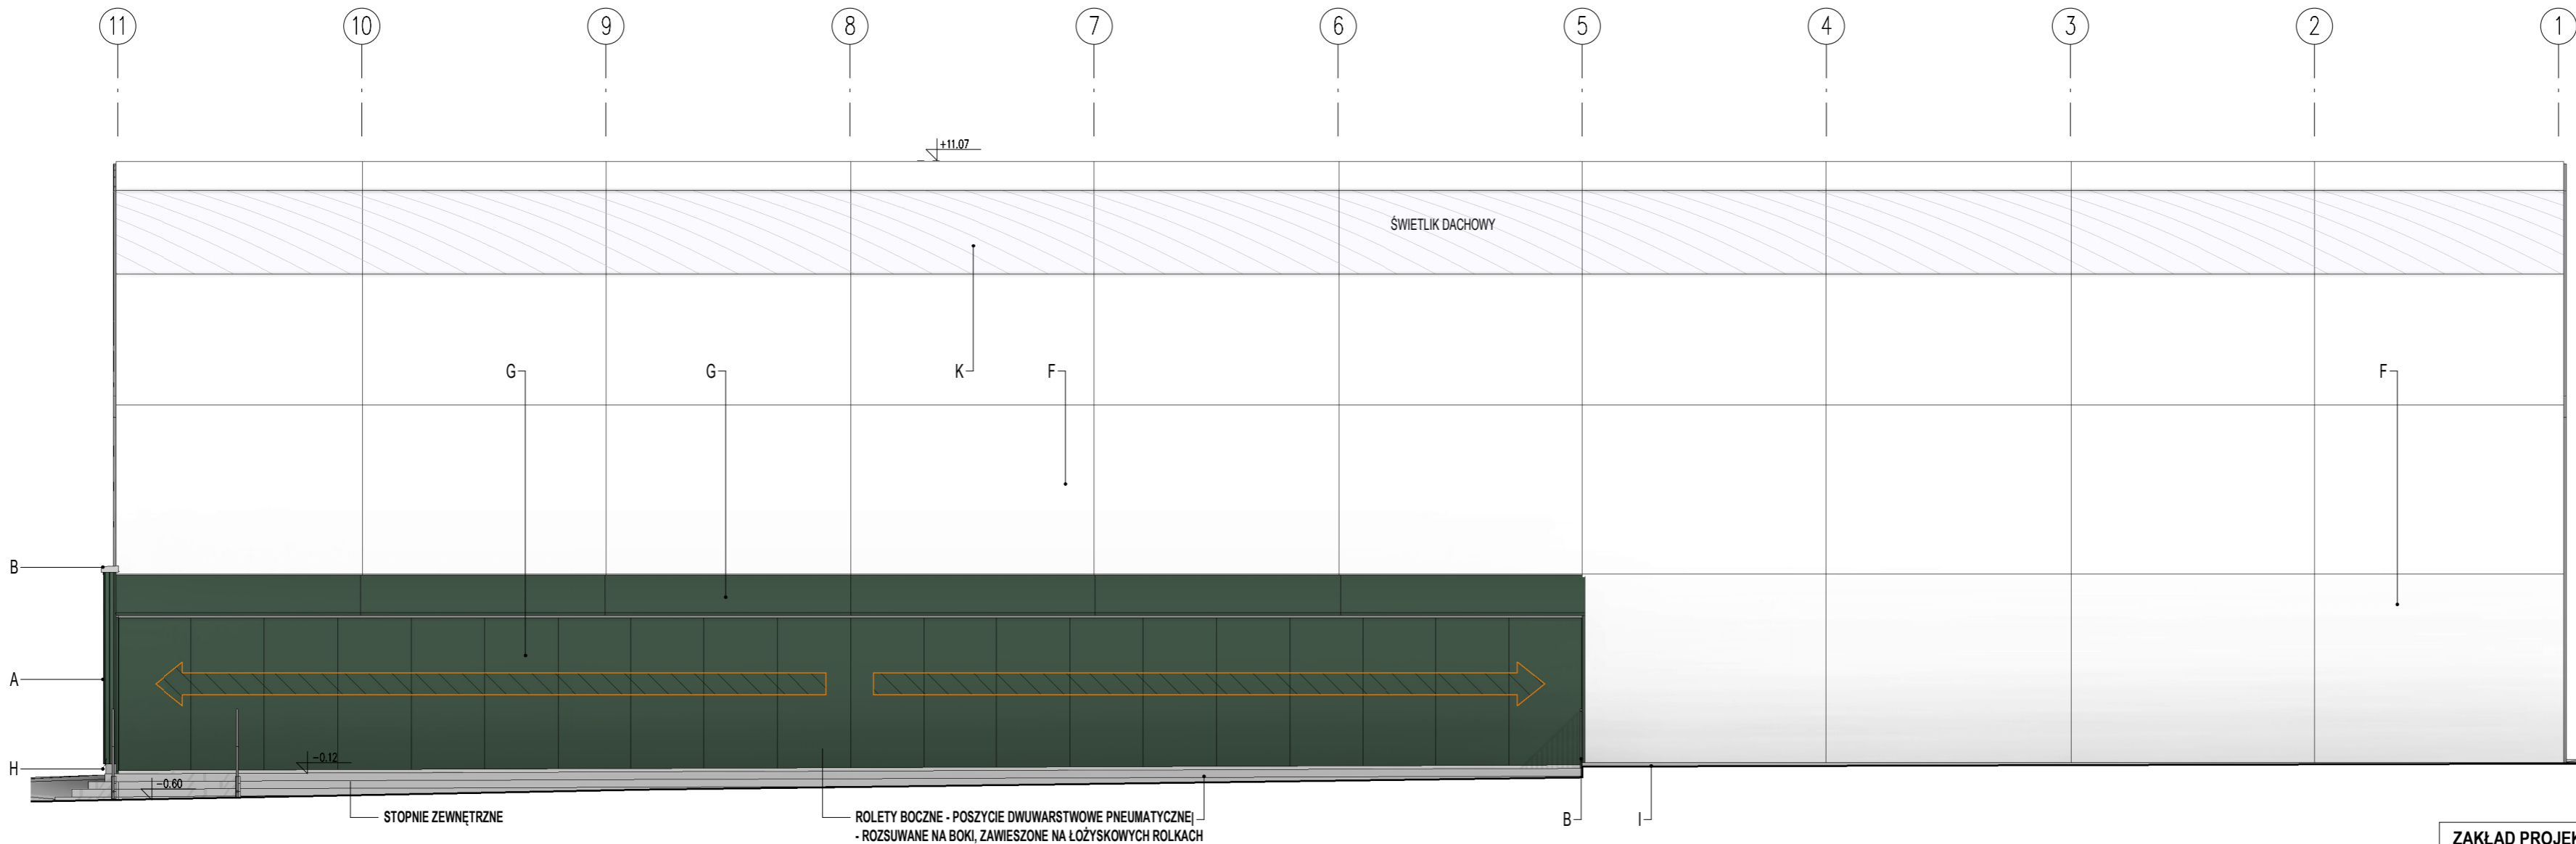 11 10 9 8 7 6 5 4 3 2 1
+11.07
ŚWIETLIK DACHOWY
G G K F F
B
A
H
-0.12
-0.60
STOPNIE ZEWNĘTRZNE
ROLETY BOCZNE - POSZYCIE DWUWARSTWOWE PNEUMATYCZNE
- ROZSUWANE NA BOKI, ZAWIESZONE NA ŁOŻYSKOWYCH ROLKACH
I
B
I
ZAKŁAD PROJEK